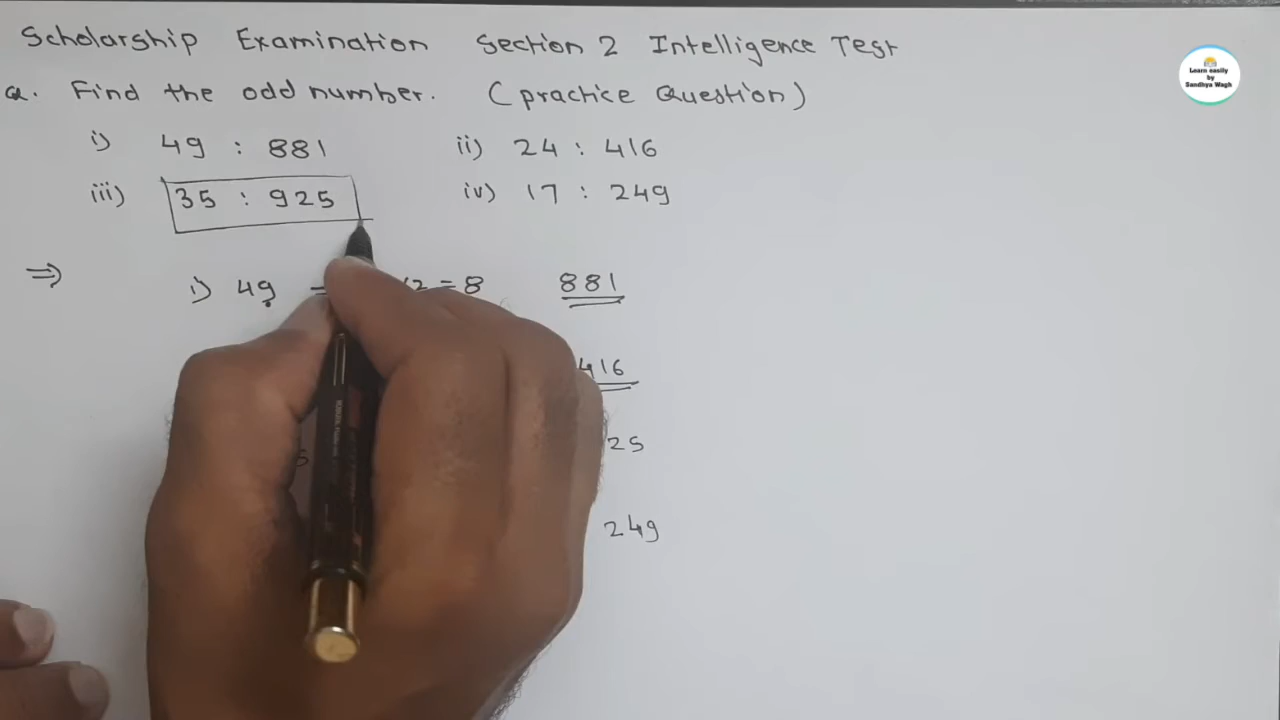 Scholarship Examination Section 2 Intelligence Test
Q. Find the odd number. (practice Question)
i) 49 : 881 ii) 24 : 416
iii) 35 : 925 iv) 17 : 249
⇒ i) 49 = 8 881
416
25
249
Learn easily
by
Sandhya Wagh